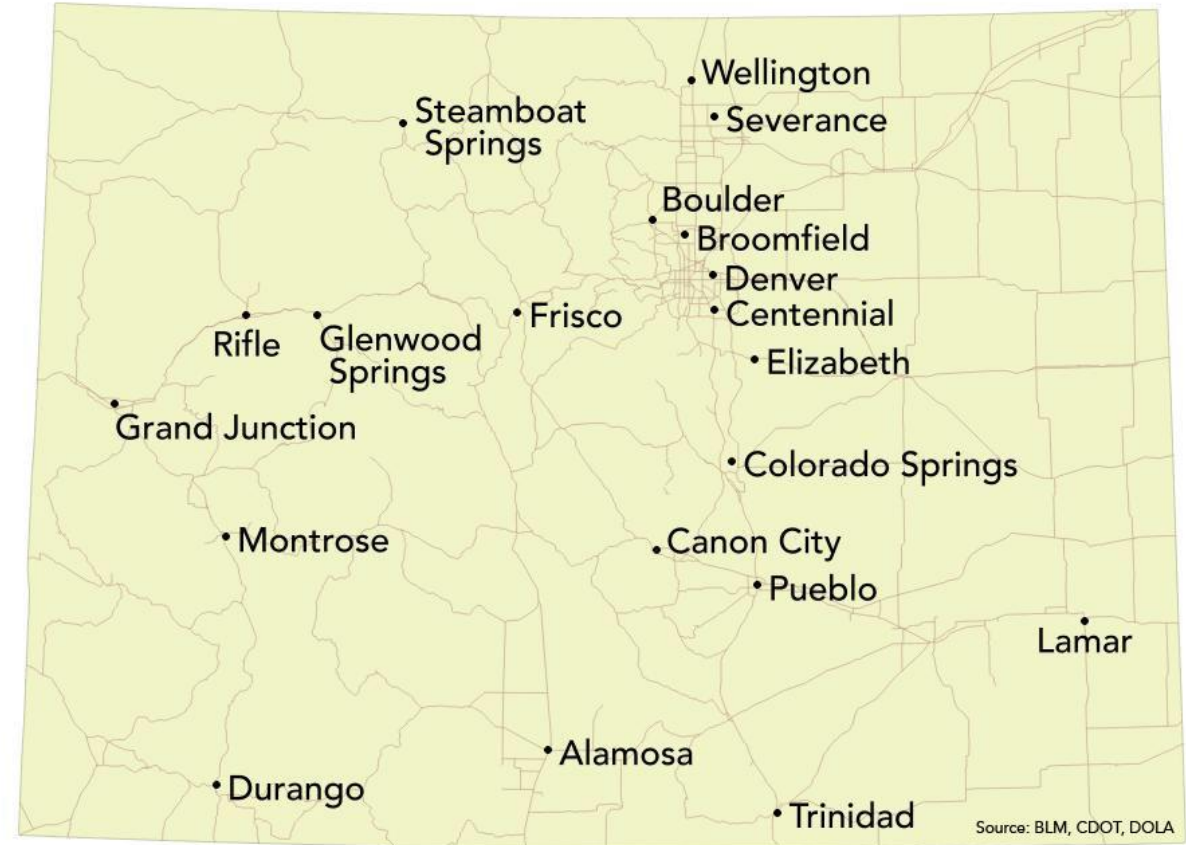 Wellington
Steamboat
Springs
Severance
Boulder
Broomfield
Denver
Centennial
Frisco
Rifle
Glenwood
Springs
Elizabeth
Grand Junction
Colorado Springs
Montrose
Canon City
Pueblo
Lamar
Alamosa
Durango
Trinidad
Source: BLM, CDOT, DOLA